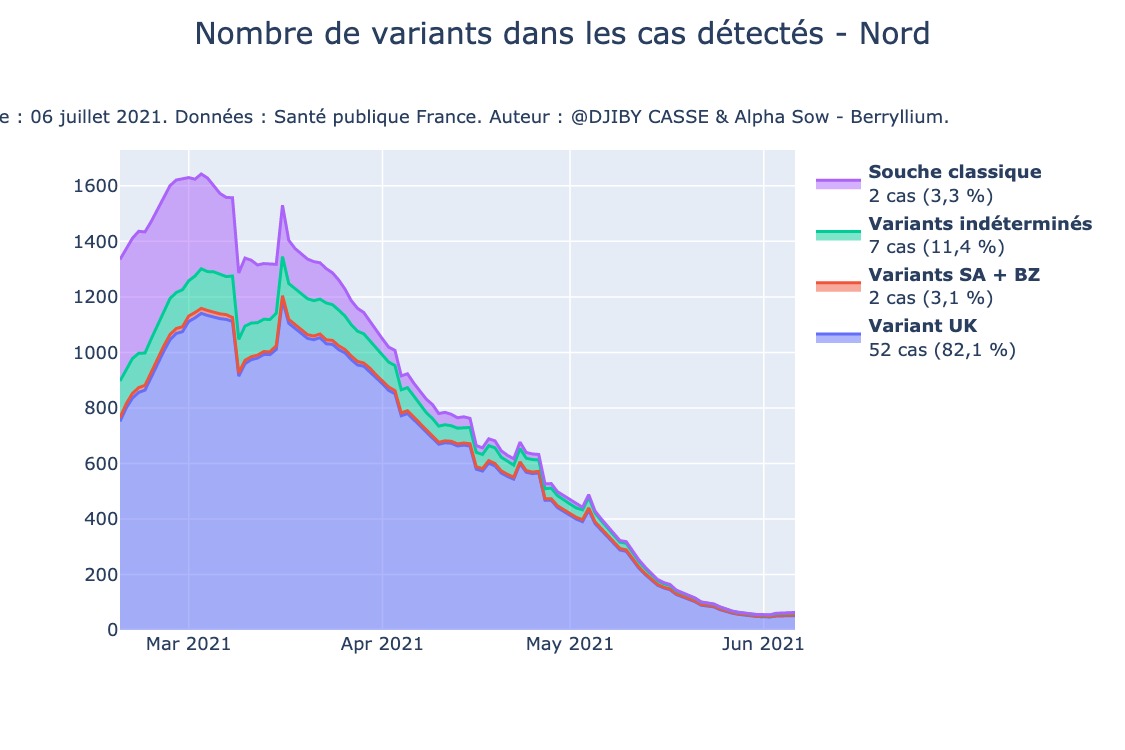 Nombre de variants dans les cas détectés - Nord
e : 06 juillet 2021. Données : Santé publique France. Auteur : @DJIBY CASSE & Alpha Sow - Berryllium.
1600
1400
1200
1000
800
600
400
200
0
Mar 2021
Apr 2021
May 2021
Jun 2021
Souche classique
2 cas (3,3 %)
Variants indéterminés
7 cas (11,4 %)
Variants SA + BZ
2 cas (3,1 %)
Variant UK
52 cas (82,1 %)